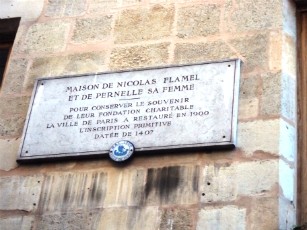 MAISON DE NICOLAS FLAMEL
ET DE PERNELLE SA FEMME
POUR CONSERVER LE SOUVENIR
DE LEUR FONDATION CHARITABLE
LA VILLE DE PARIS A RESTAURÉ EN 1900
L'INSCRIPTION PRIMITIVE
DATÉE DE 1407